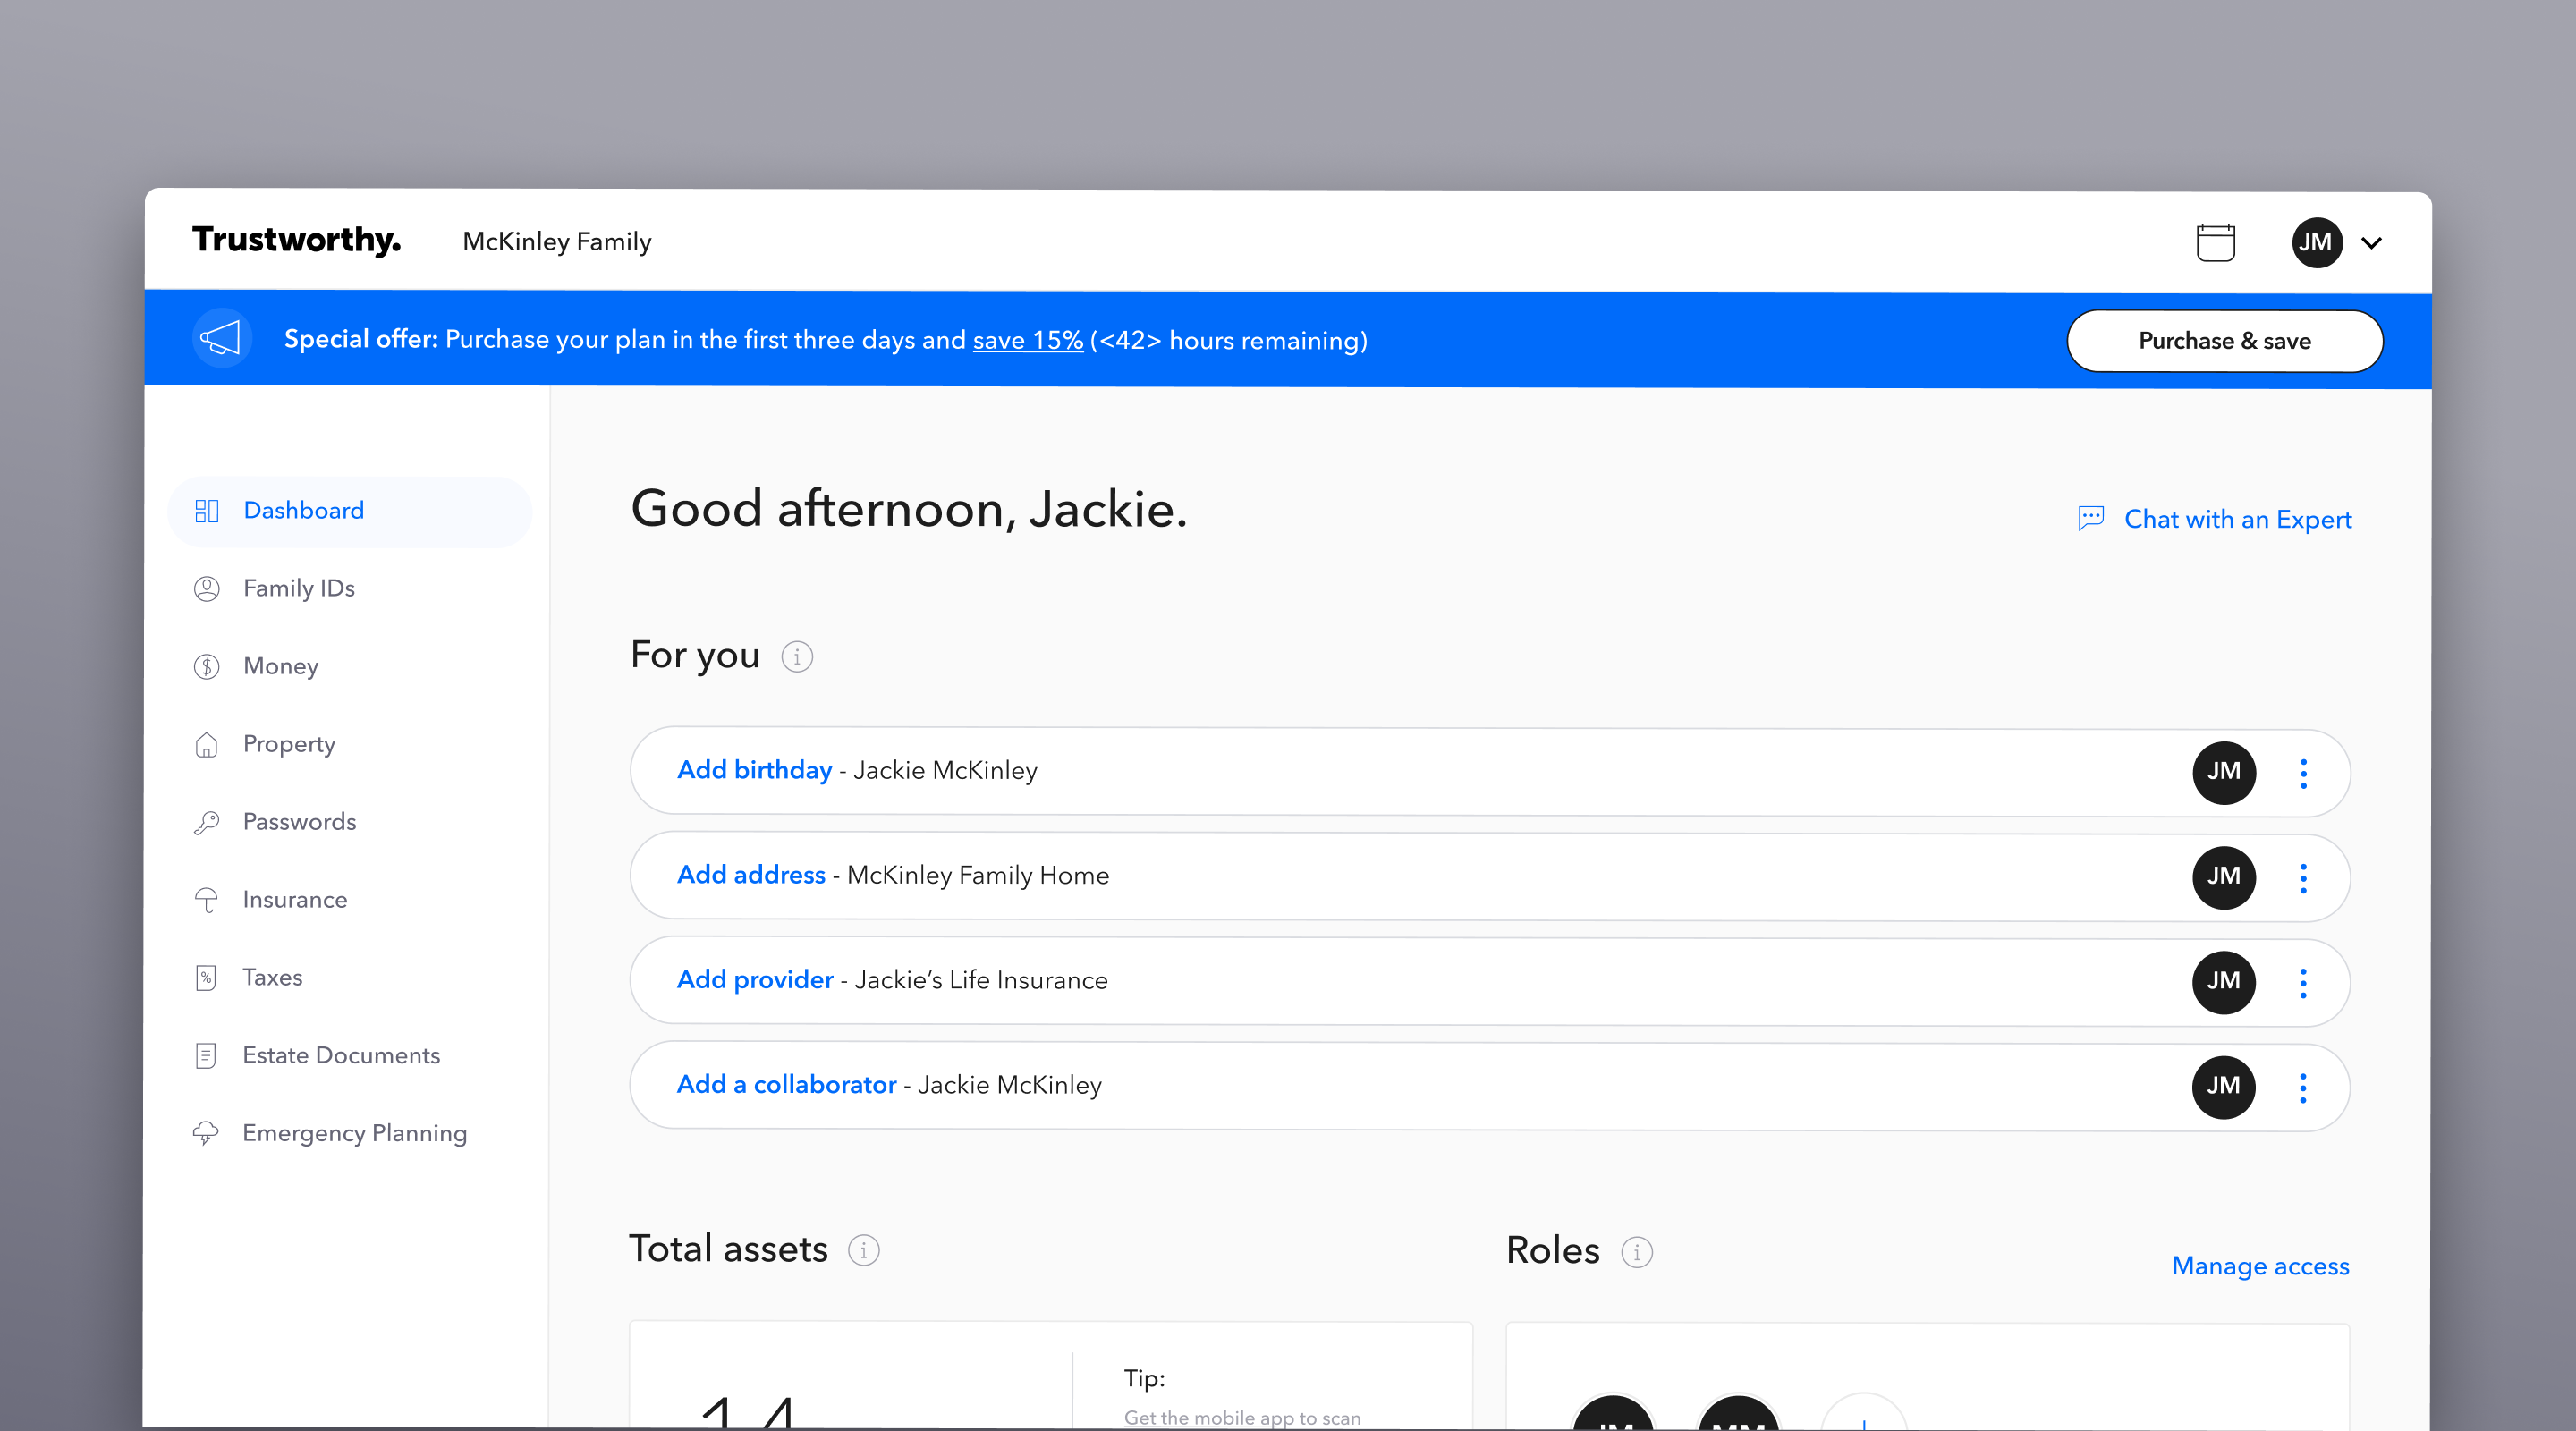 Trustworthy.
McKinley Family
JM
Special offer: Purchase your plan in the first three days and save 15% (<42> hours remaining)
Purchase & save
Dashboard
Family IDs
Money
Property
Passwords
Insurance
Taxes
Estate Documents
Emergency Planning
Good afternoon, Jackie.
Chat with an Expert
For you
Add birthday - Jackie McKinley
JM
Add address - McKinley Family Home
JM
Add provider - Jackie’s Life Insurance
JM
Add a collaborator - Jackie McKinley
JM
Total assets
14
Tip:
Get the mobile app to scan
Roles
Manage access
JM
MM